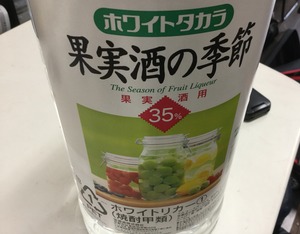 ホワイトタカラ
果実酒の季節
The Season of Fruit Liqueur
果実酒用
35%
ホワイトリカー①
(焼酎甲類)